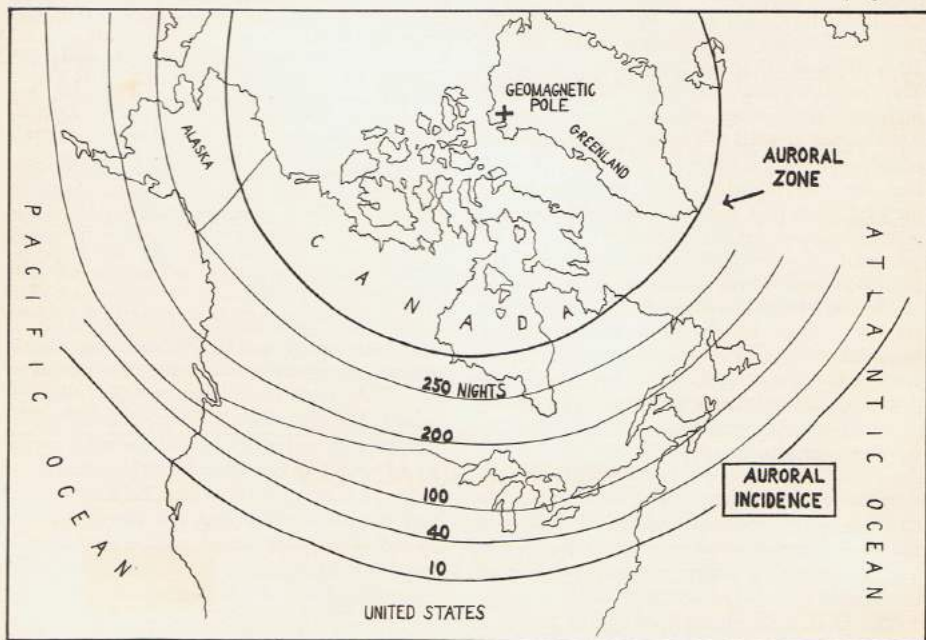 GEOMAGNETIC
POLE
ALASKA
GREENLAND
AURORAL
ZONE
PACIFIC
OCEAN
CANADA
ATLANTIC OCEAN
250 NIGHTS
200
100
40
10
AURORAL
INCIDENCE
UNITED STATES